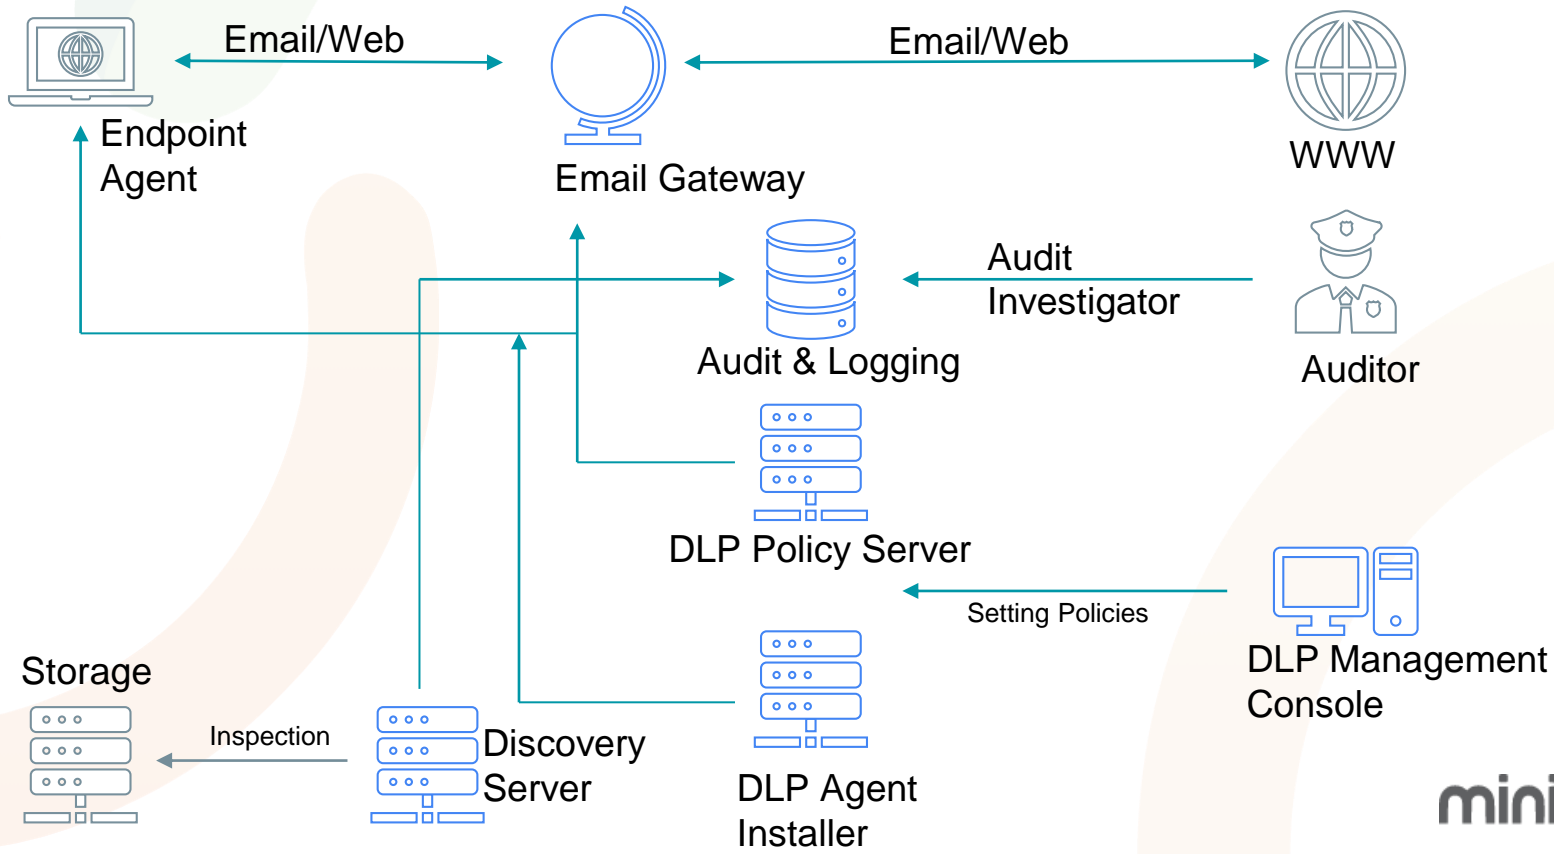 Email/Web
Email/Web
Endpoint
Agent
Email Gateway
WWW
Audit
Investigator
Audit & Logging
Auditor
DLP Policy Server
Setting Policies
Storage
DLP Management
Console
Inspection
Discovery
Server
DLP Agent
Installer
mini